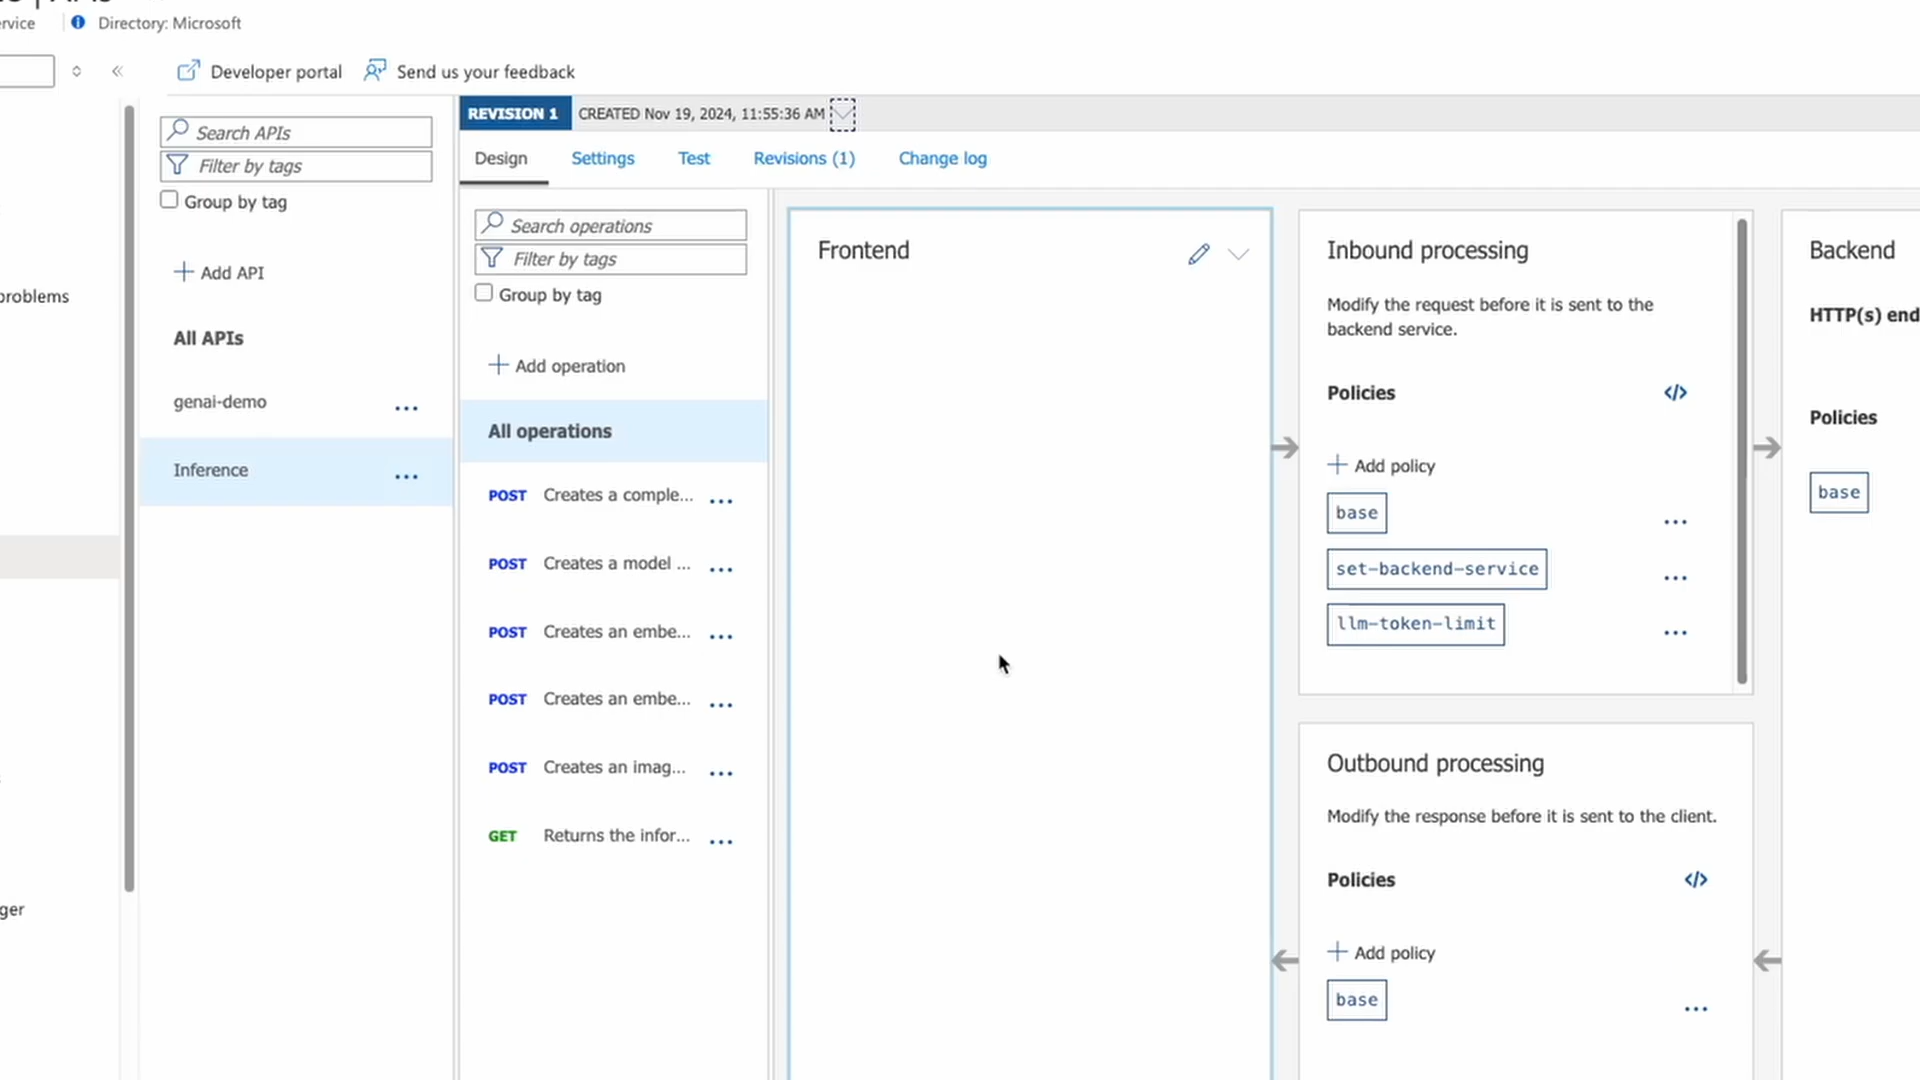 ervice
Directory: Microsoft
Developer portal
Send us your feedback
problems
ger
Search APIs
Filter by tags
Group by tag
Add API
All APIs
genai-demo
Inference
REVISION 1
CREATED Nov 19, 2024, 11:55:36 AM
Design
Settings
Test
Revisions (1)
Change log
Search operations
Filter by tags
Group by tag
Add operation
All operations
POST Creates a comple...
POST Creates a model ...
POST Creates an embe...
POST Creates an embe...
POST Creates an imag...
GET Returns the infor...
Frontend
Inbound processing
Modify the request before it is sent to the
backend service.
Policies
</>
Add policy
base
set-backend-service
llm-token-limit
Outbound processing
Modify the response before it is sent to the client.
Policies
</>
Add policy
base
Backend
HTTP(s) end
Policies
base